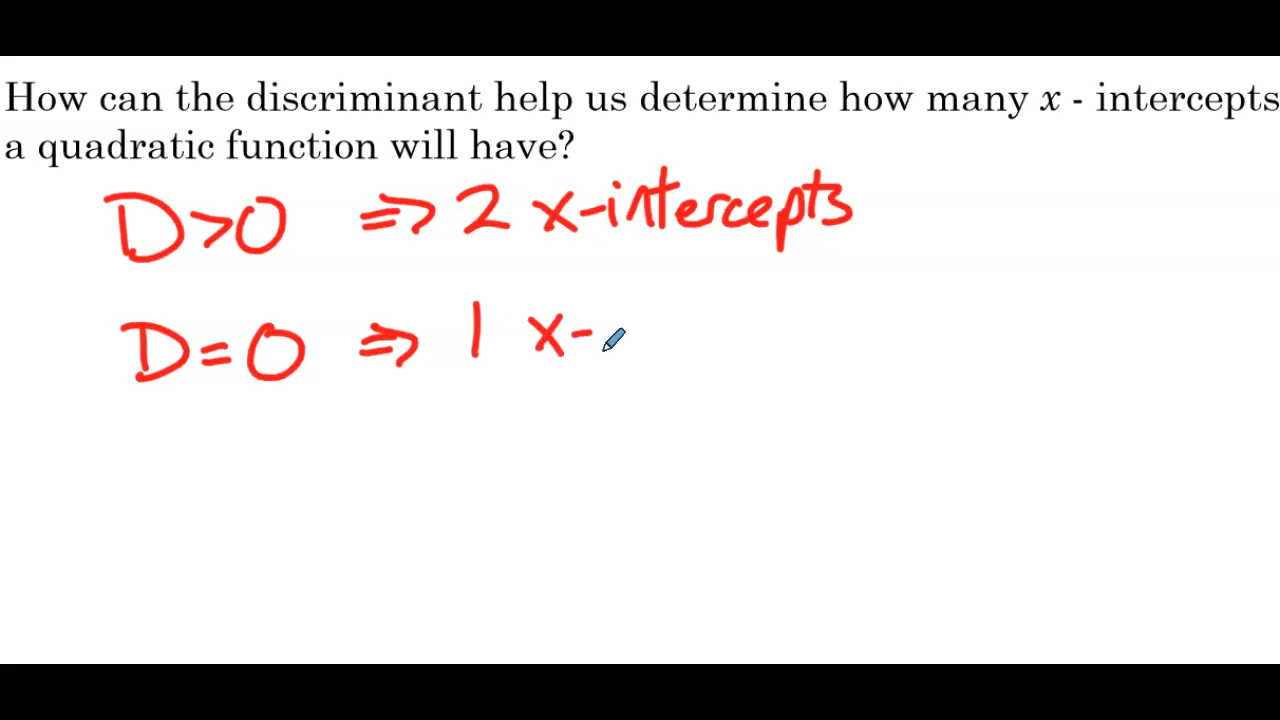 How can the discriminant help us determine how many x - intercepts
a quadratic function will have?
D>0 => 2 x-intercepts
D=0 => 1 x-